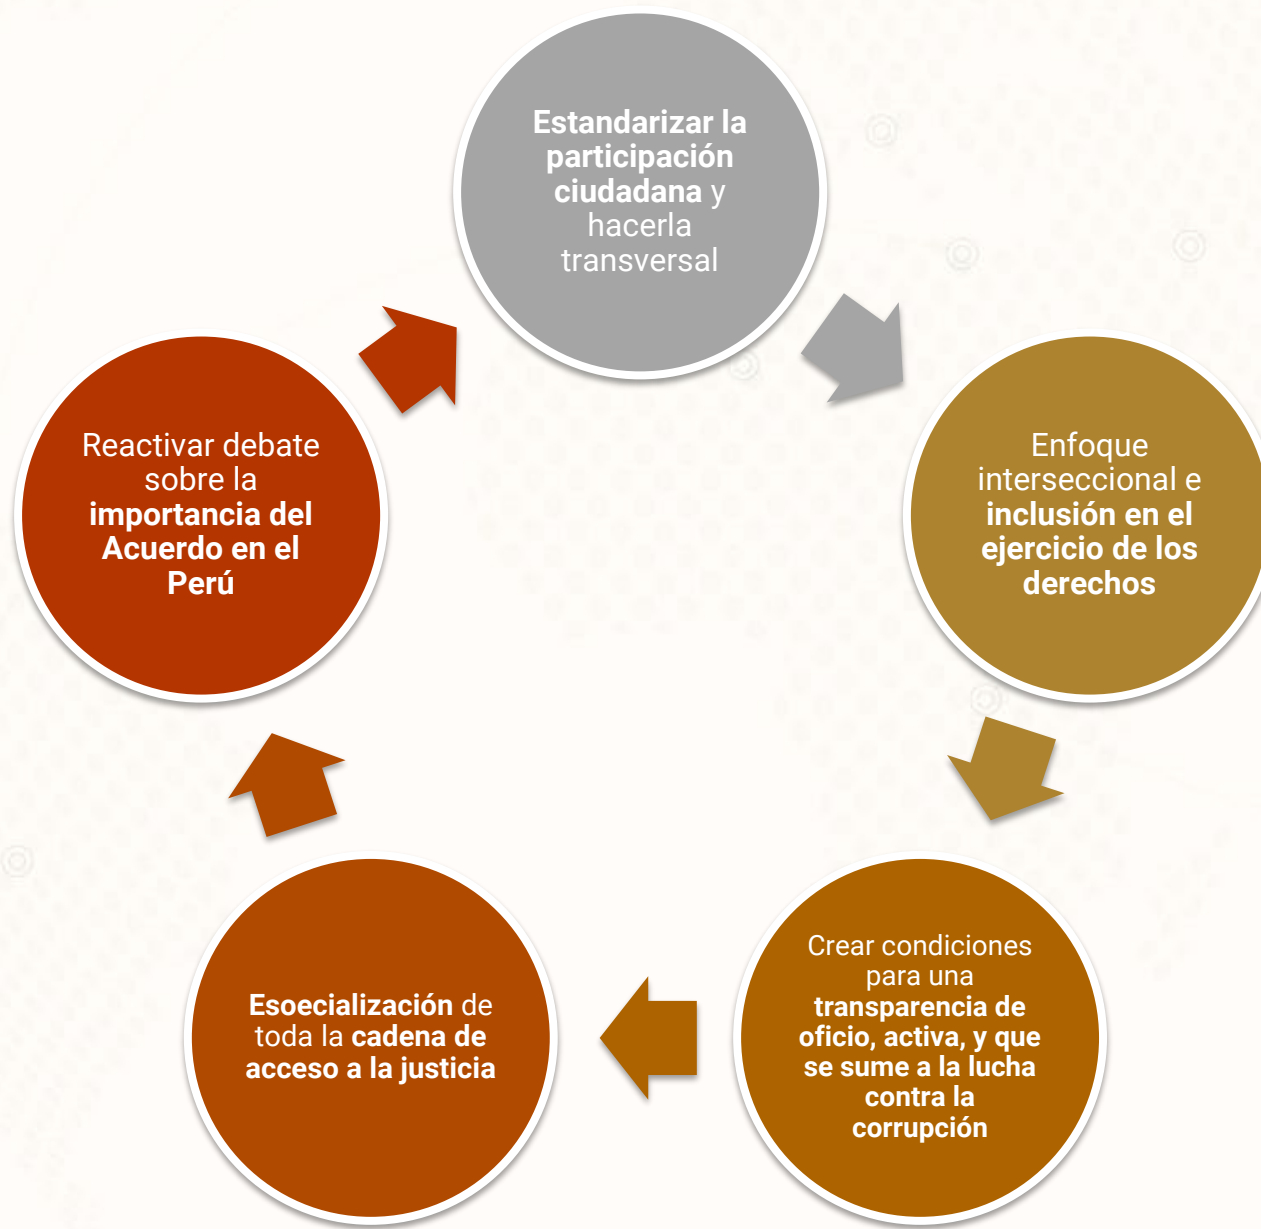 Estandarizar la
participación
ciudadana y
hacerla
transversal
Enfoque
interseccional e
inclusión en el
ejercicio de los
derechos
Crear condiciones
para una
transparencia de
oficio, activa, y que
se sume a la lucha
contra la
corrupción
Esoecialización de
toda la cadena de
acceso a la justicia
Reactivar debate
sobre la
importancia del
Acuerdo en el
Perú